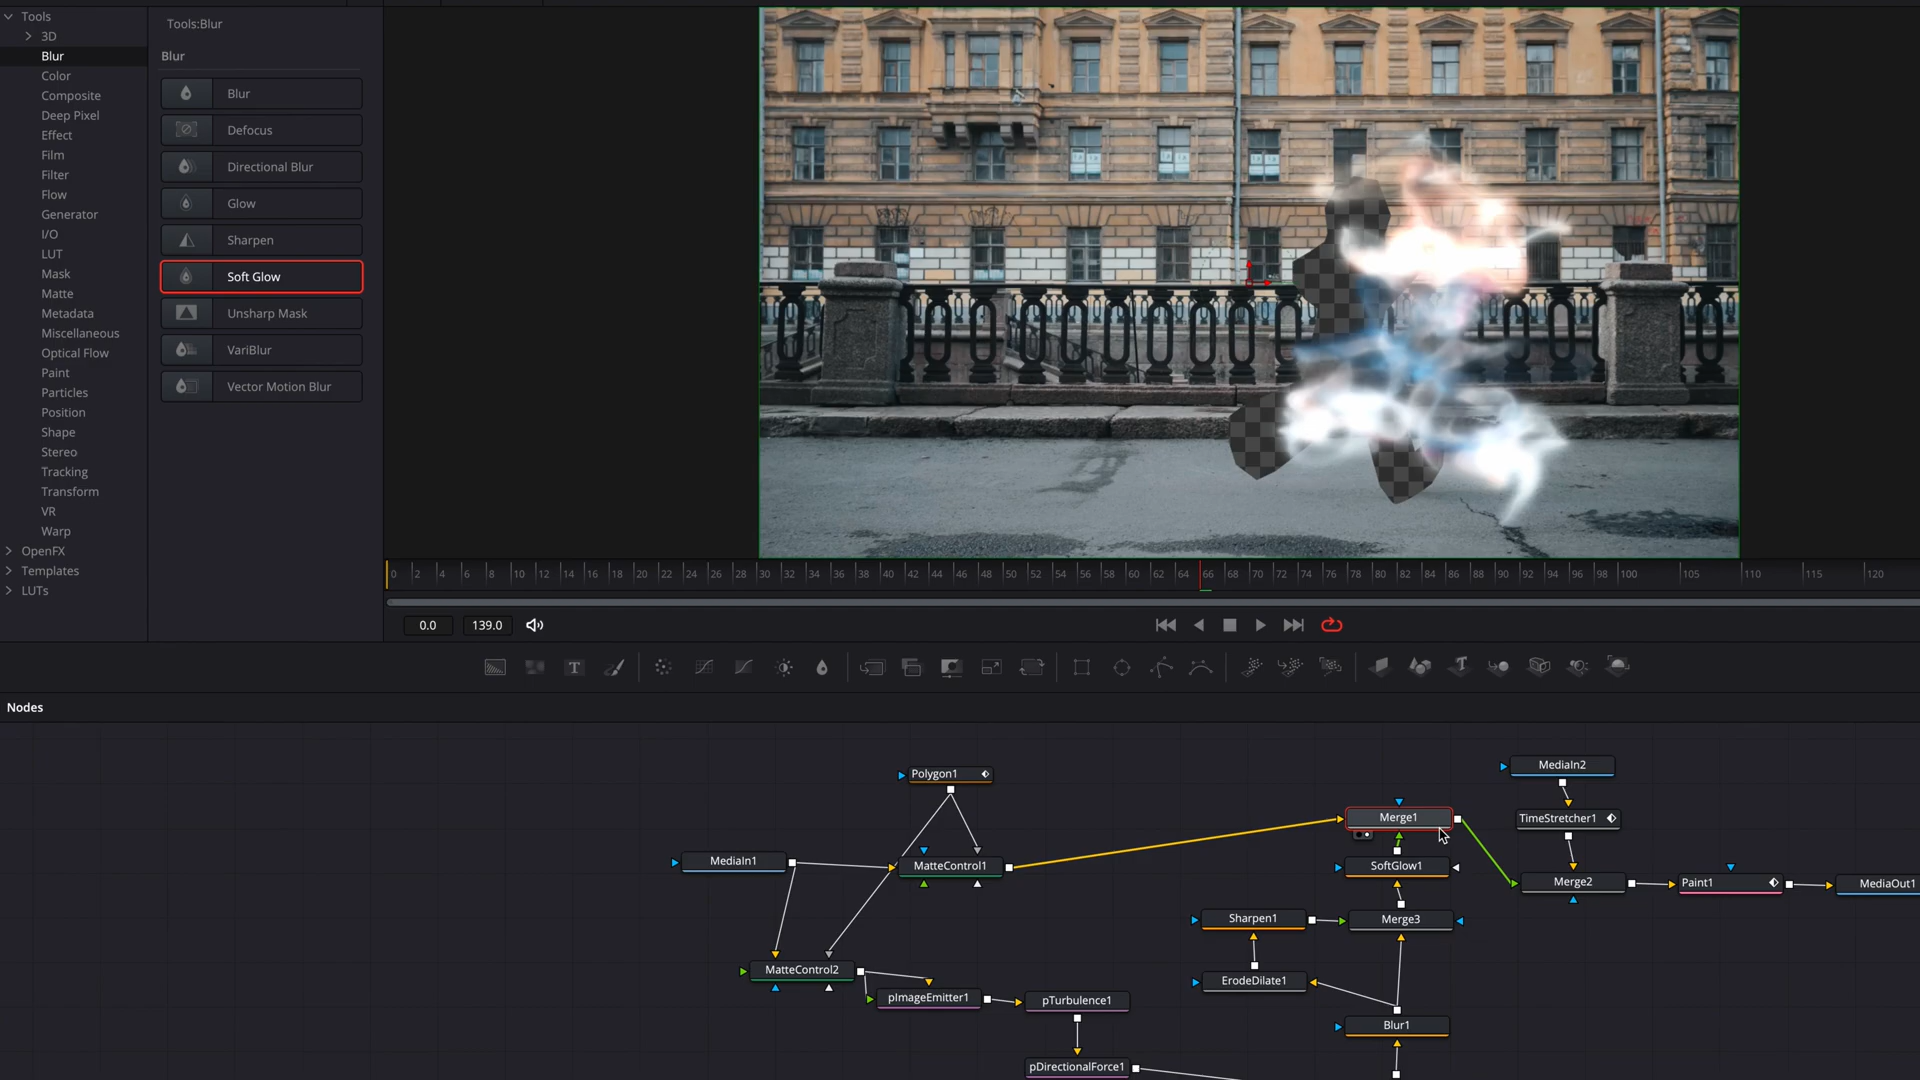 Tools
3D
Blur
Color
Composite
Deep Pixel
Effect
Film
Filter
Flow
Generator
I/O
LUT
Mask
Matte
Metadata
Miscellaneous
Optical Flow
Paint
Particles
Position
Shape
Stereo
Tracking
Transform
VR
Warp
OpenFX
Templates
LUTs
Tools:Blur
Blur
Blur
Defocus
Directional Blur
Glow
Sharpen
Soft Glow
Unsharp Mask
VariBlur
Vector Motion Blur
0 2 4 6 8 10 12 14 16 18 20 22 24 26 28 30 32 34 36 38 40 42 44 46 48 50 52 54 56 58 60 62 64 66 68 70 72 74 76 78 80 82 84 86 88 90 92 94 96 98 100 105 110 115 120
0.0 139.0
Nodes
MediaIn2
Polygon1
Merge1 TimeStretcher1
MediaIn1 MatteControl1 SoftGlow1
Merge2 Paint1 MediaOut1
Sharpen1 Merge3
MatteControl2 ErodeDilate1
pImageEmitter1 pTurbulence1
Blur1
pDirectionalForce1